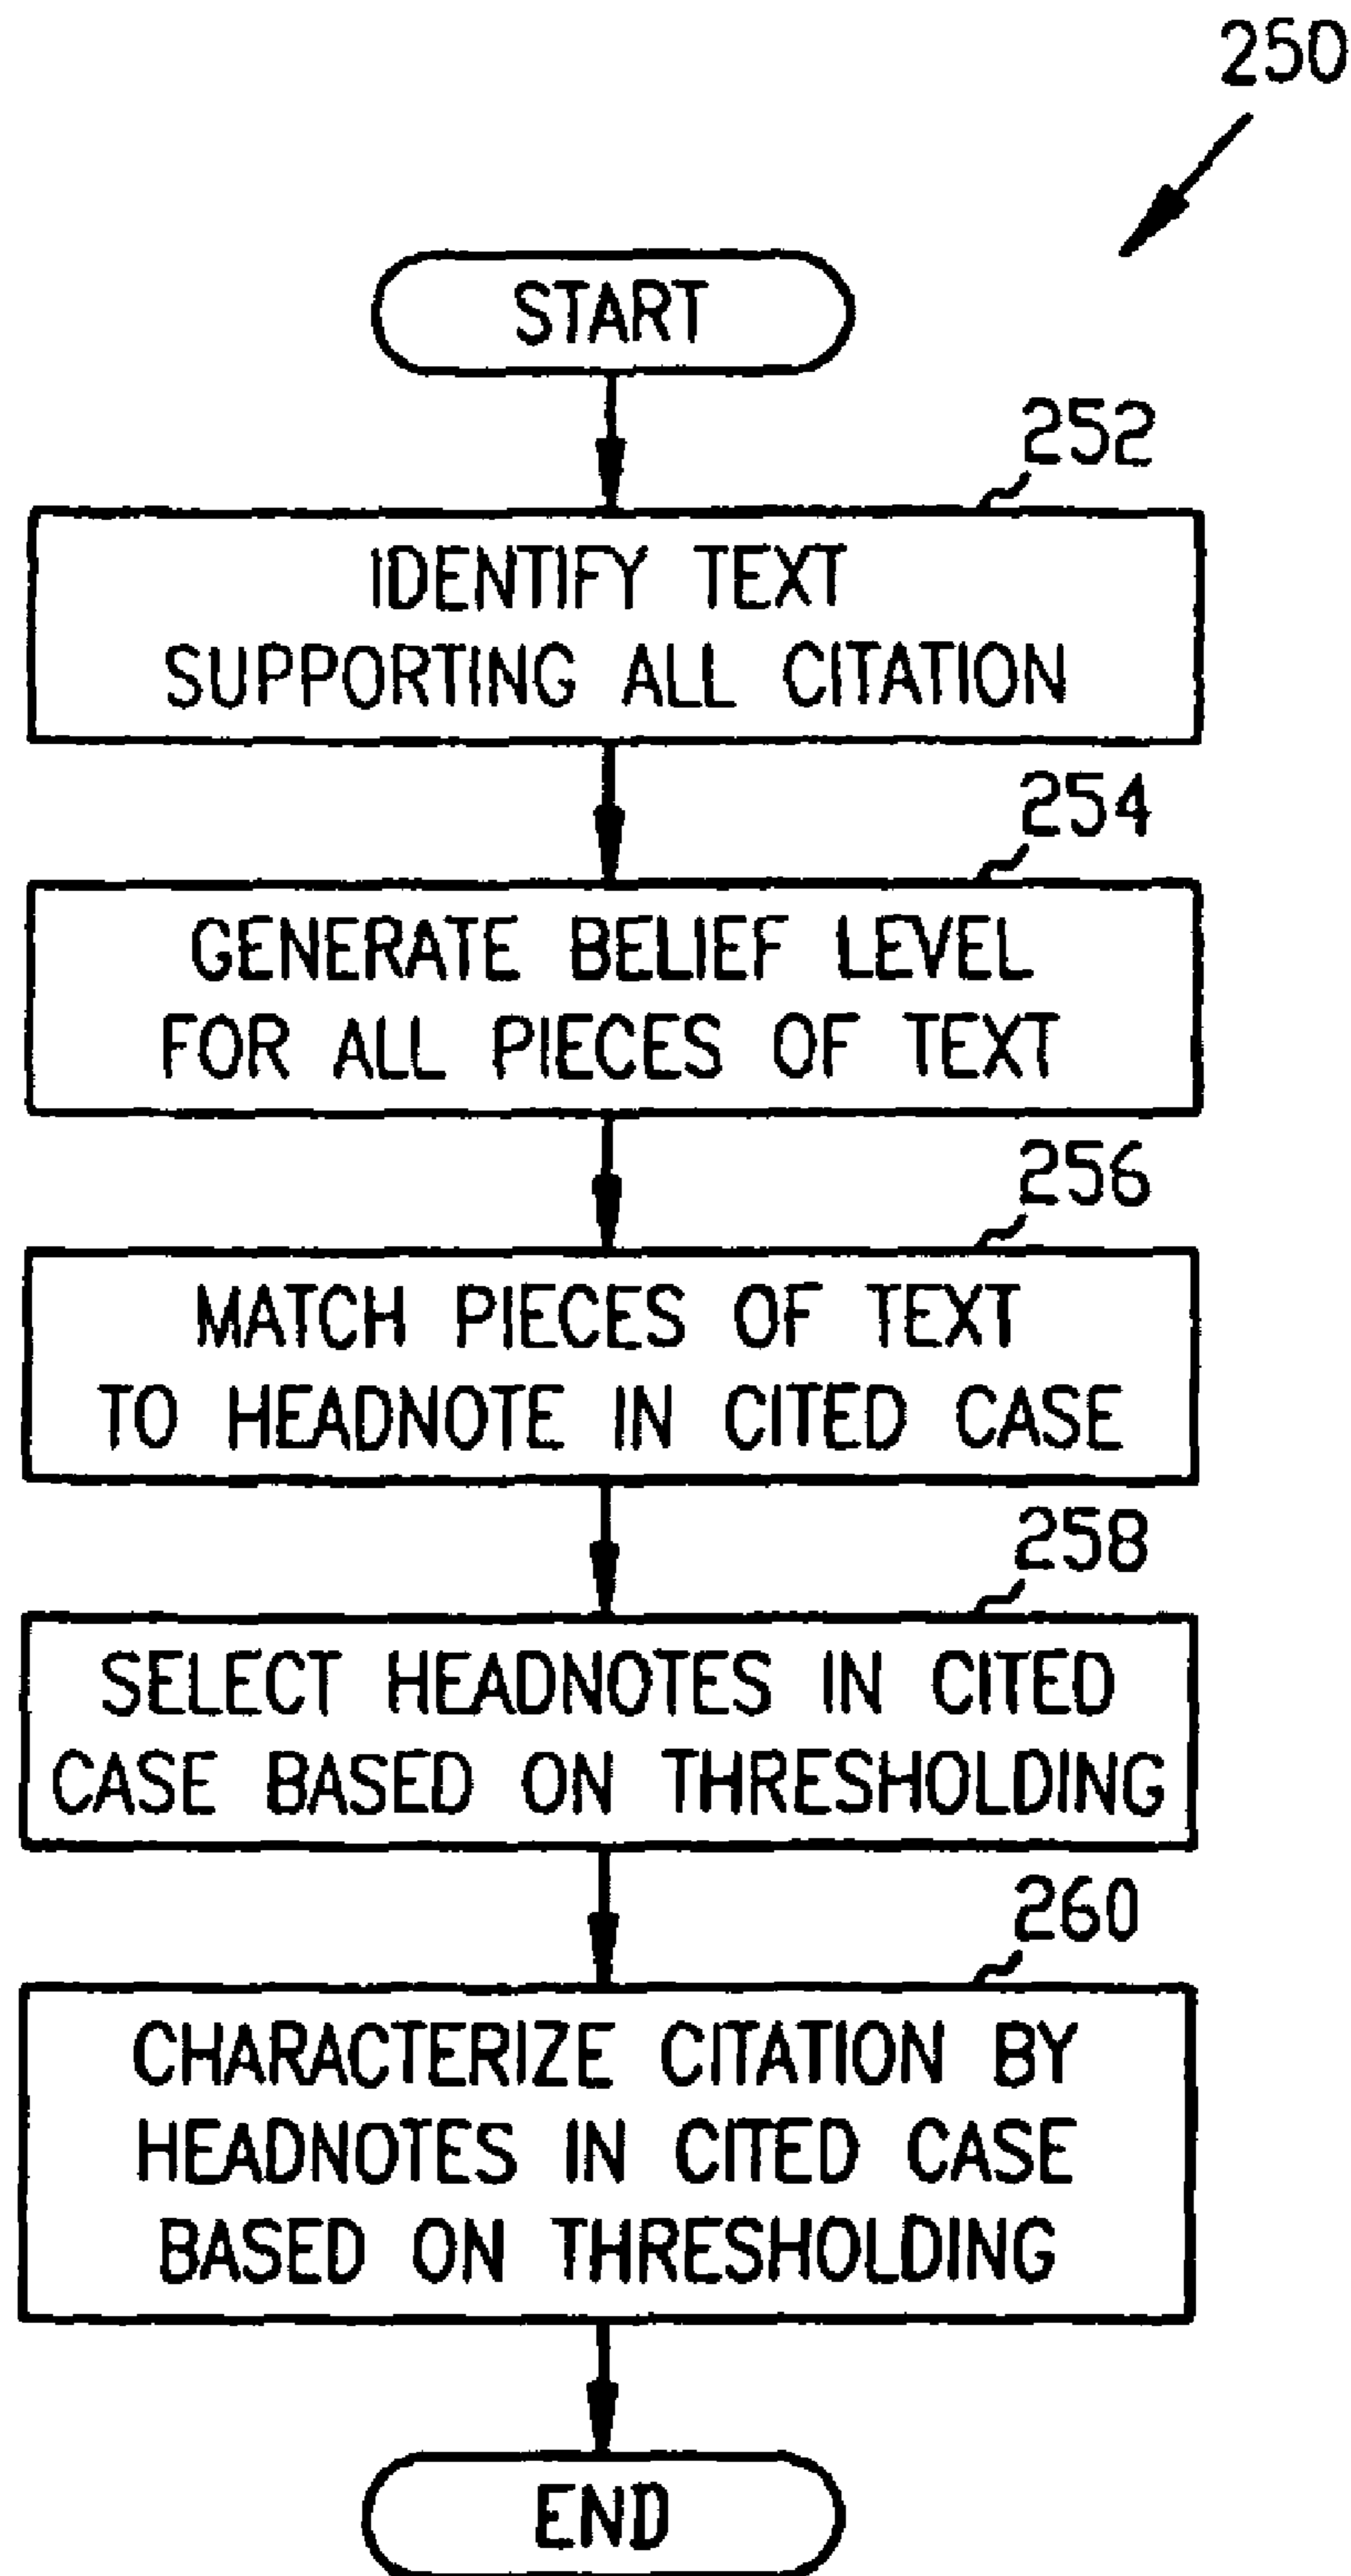 250
START
252
IDENTIFY TEXT
SUPPORTING ALL CITATION
254
GENERATE BELIEF LEVEL
FOR ALL PIECES OF TEXT
256
MATCH PIECES OF TEXT
TO HEADNOTE IN CITED CASE
258
SELECT HEADNOTES IN CITED
CASE BASED ON THRESHOLDING
260
CHARACTERIZE CITATION BY
HEADNOTES IN CITED CASE
BASED ON THRESHOLDING
END